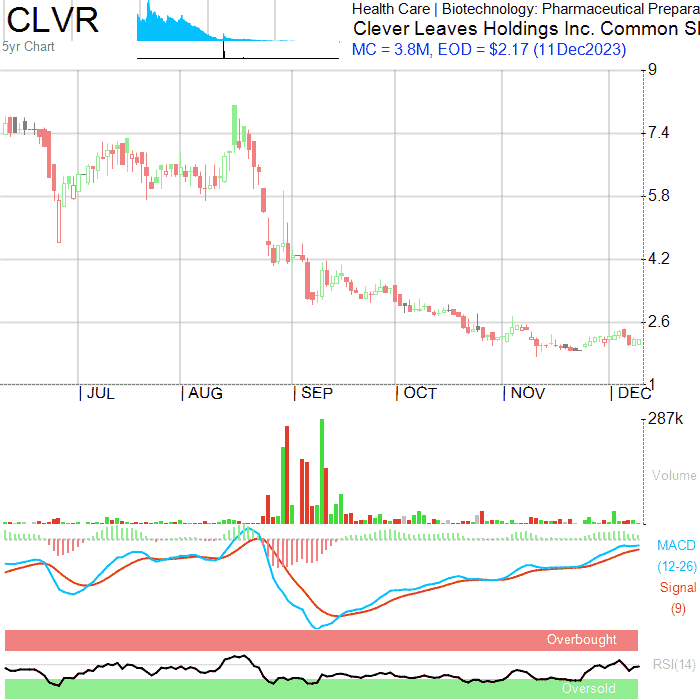 CLVR
5yr Chart
Health Care | Biotechnology: Pharmaceutical Prepara
Clever Leaves Holdings Inc. Common
MC = 3.8M, EOD = $2.17 (11Dec2023)
9
7.4
5.8
4.2
2.6
1
JUL
AUG
SEP
OCT
NOV
DEC
287k
Volume
MACD
(12-26)
Signal
(9)
Overbought
RSI(14)
Oversold